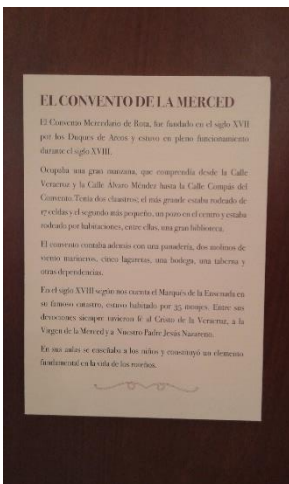 EL CONVENTO DE LA MERCED
El Convento Mercedario de Rota, fue fundado en el siglo XVII
por los Duques de Arcos y estuvo en pleno funcionamiento
durante el siglo XVIII.
Ocupaba una gran manzana, que comprendía desde la Calle
Veracruz y la Calle Álvaro Méndez hasta la Calle Compás del
Convento. Tenía dos claustros; el más grande estaba rodeado de
17 celdas y el segundo más pequeño, un pozo en el centro y estaba
rodeado por habitaciones, entre ellas, una gran biblioteca.
El convento contaba además con una panadería, dos molinos de
viento marineros, cinco lagaretas, una bodega, una taberna y
otras dependencias.
En el siglo XVIII según nos cuenta el Marqués de la Ensenada en
su famoso catastro, estuvo habitado por 35 monjes. Entre sus
devociones siempre tuvieron fé al Cristo de la Veracruz, a la
Virgen de la Merced y a Nuestro Padre Jesús Nazareno.
En sus aulas se enseñaba a los niños y constituyó un elemento
fundamental en la vida de los roteños.